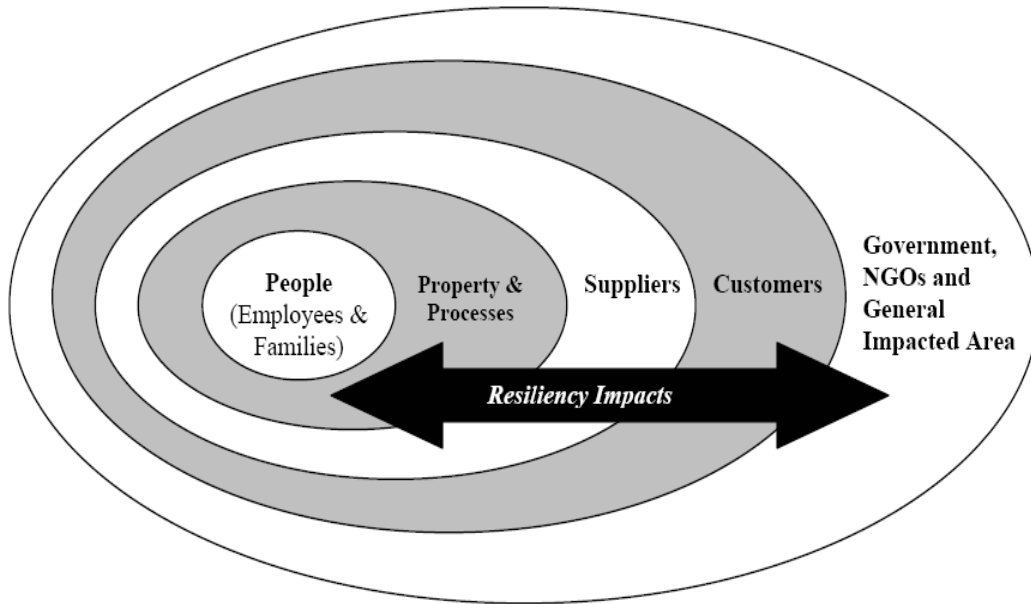 People
(Employees &
Families)
Property &
Processes
Suppliers
Customers
Government,
NGOs and
General
Impacted Area
Resiliency Impacts